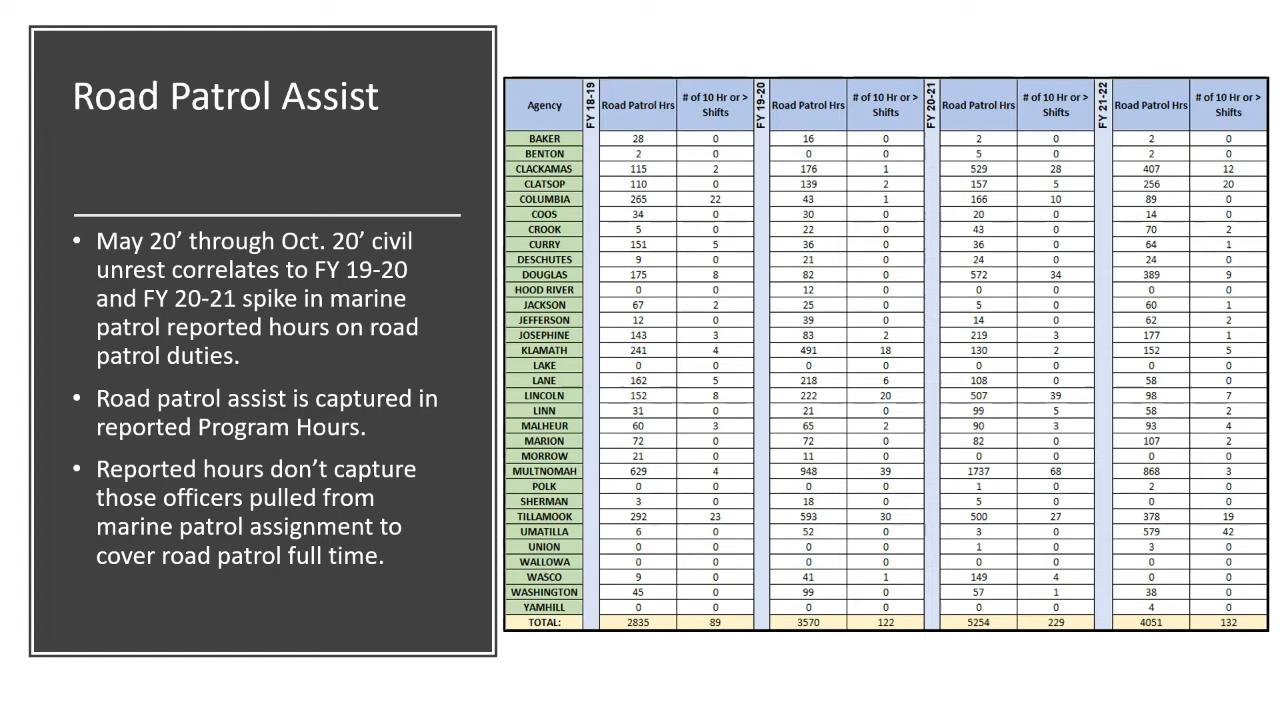 Road Patrol Assist
• May 20’ through Oct. 20’ civil
unrest correlates to FY 19-20
and FY 20-21 spike in marine
patrol reported hours on road
patrol duties.
• Road patrol assist is captured in
reported Program Hours.
• Reported hours don’t capture
those officers pulled from
marine patrol assignment to
cover road patrol full time.
Agency FY 18-19 Road Patrol Hrs # of 10 Hr or > Shifts FY 19-20 Road Patrol Hrs # of 10 Hr or > Shifts FY 20-21 Road Patrol Hrs # of 10 Hr or > Shifts FY 21-22 Road Patrol Hrs # of 10 Hr or > Shifts
BAKER 28 0 16 0 2 0 2 0
BENTON 2 0 0 0 5 0 2 0
CLACKAMAS 115 2 176 1 529 28 407 12
CLATSOP 110 0 139 2 157 5 256 20
COLUMBIA 265 22 43 1 166 10 89 0
COOS 34 0 30 0 20 0 14 0
CROOK 5 0 22 0 43 0 70 2
CURRY 151 5 36 0 36 0 64 1
DESCHUTES 9 0 21 0 24 0 24 0
DOUGLAS 175 8 82 0 572 34 389 9
HOOD RIVER 0 0 12 0 0 0 0 0
JACKSON 67 2 25 0 5 0 60 1
JEFFERSON 12 0 39 0 14 0 62 2
JOSEPHINE 143 3 83 2 219 3 177 1
KLAMATH 241 4 491 18 130 2 152 5
LAKE 0 0 0 0 0 0 0 0
LANE 162 5 218 6 108 0 58 0
LINCOLN 152 8 222 20 507 39 98 7
LINN 31 0 21 0 99 5 58 2
MALHEUR 60 3 65 2 90 3 93 4
MARION 72 0 72 0 82 0 107 2
MORROW 21 0 11 0 0 0 0 0
MULTNOMAH 629 4 948 39 1737 68 868 3
POLK 0 0 0 0 1 0 2 0
SHERMAN 3 0 18 0 5 0 0 0
TILLAMOOK 292 23 593 30 500 27 378 19
UMATILLA 6 0 52 0 3 0 579 42
UNION 0 0 0 0 1 0 3 0
WALLOWA 0 0 0 0 0 0 0 0
WASCO 9 0 41 1 149 4 0 0
WASHINGTON 45 0 99 0 57 1 38 0
YAMHILL 0 0 0 0 0 0 4 0
TOTAL: 2835 89 3570 122 5254 229 4051 132